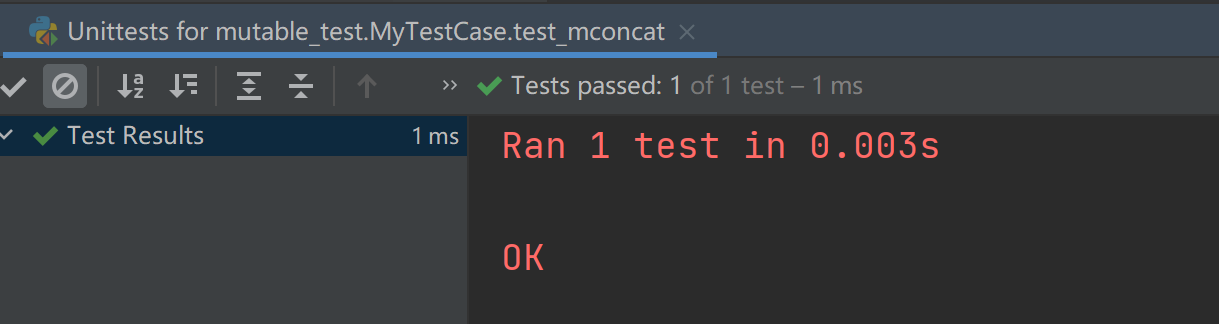 Unittests for mutable_test.MyTestCase.test_mconcat
Tests passed: 1 of 1 test – 1 ms
Test Results 1 ms
Ran 1 test in 0.003s
OK